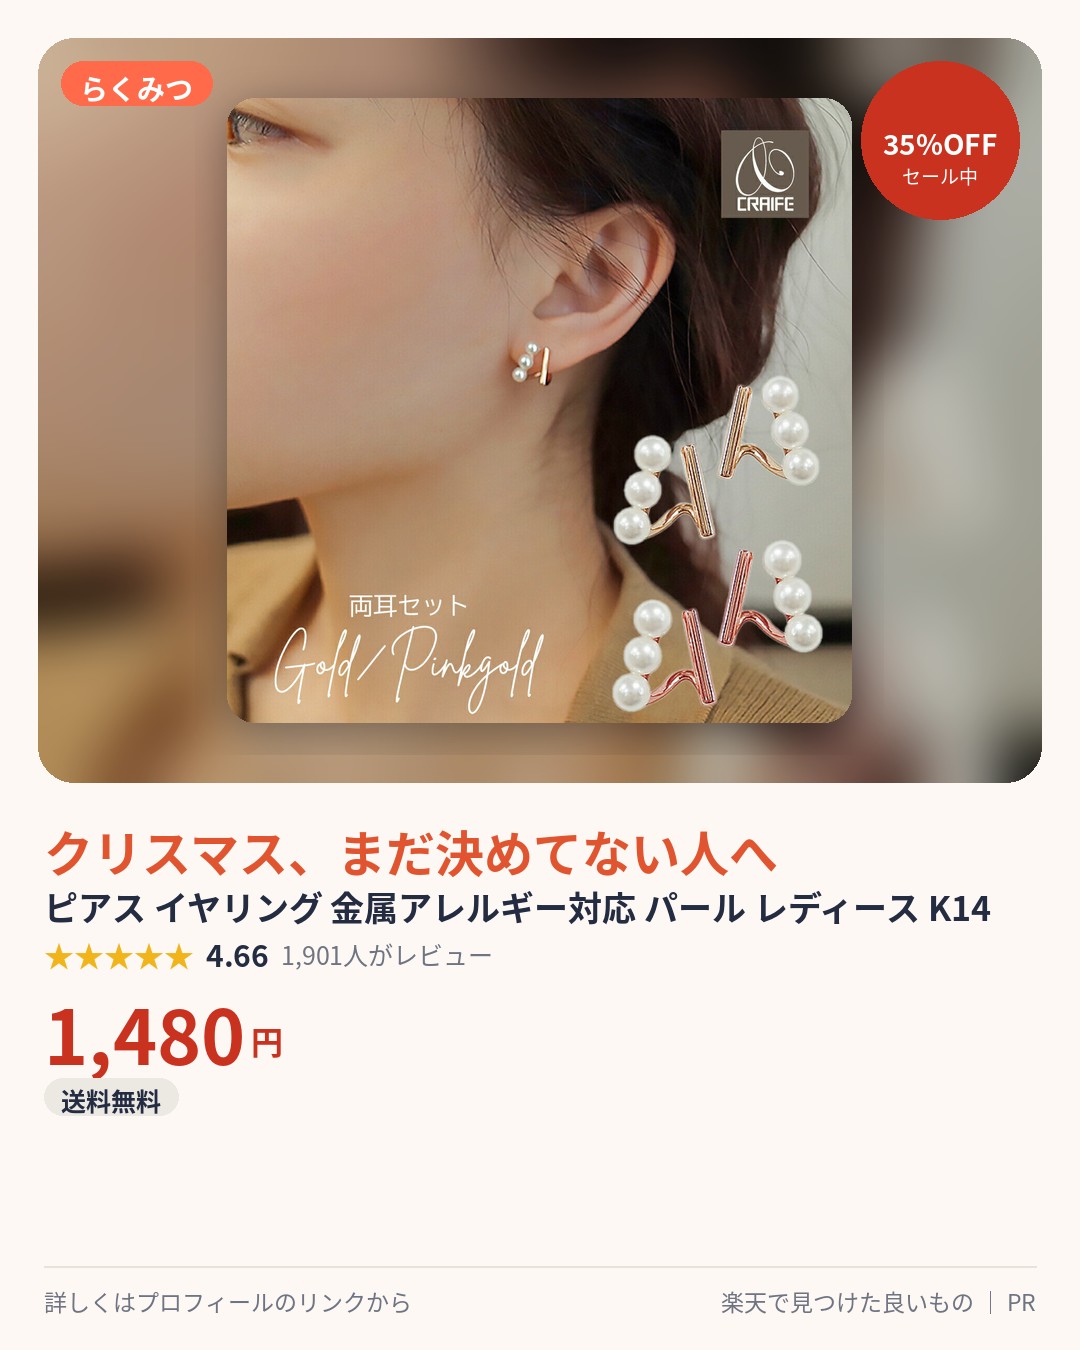 らくみつ
35%OFF
セール中
CRAIFE
両耳セット
Gold/Pinkgold
クリスマス、まだ決めてない人へ
ピアス イヤリング 金属アレルギー対応 パール レディース K14
★★★★★ 4.66 1,901人がレビュー
1,480円
送料無料
詳しくはプロフィールのリンクから
楽天で見つけた良いもの | PR